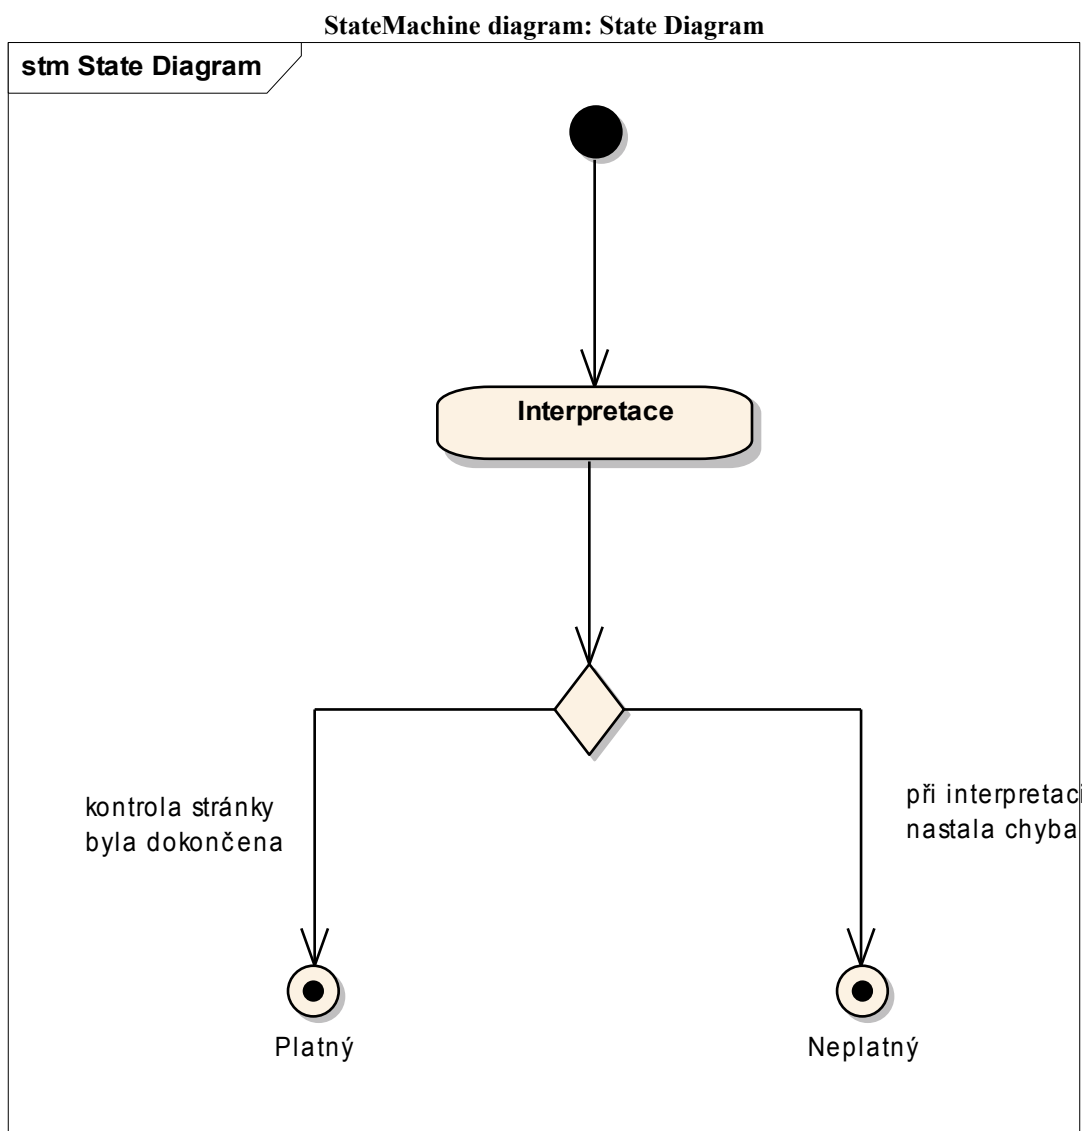 StateMachine diagram: State Diagram
stm State Diagram
Interpretace
kontrola stránky
byla dokončena
při interpretaci
nastala chyba
Platný
Neplatný